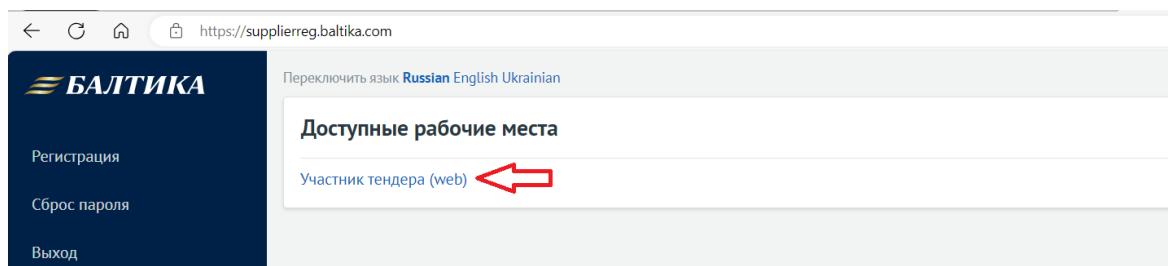 https://supplierreg.baltika.com
БАЛТИКА
Переключить язык Russian English Ukrainian
Доступные рабочие места
Регистрация
Участник тендера (web)
Сброс пароля
Выход